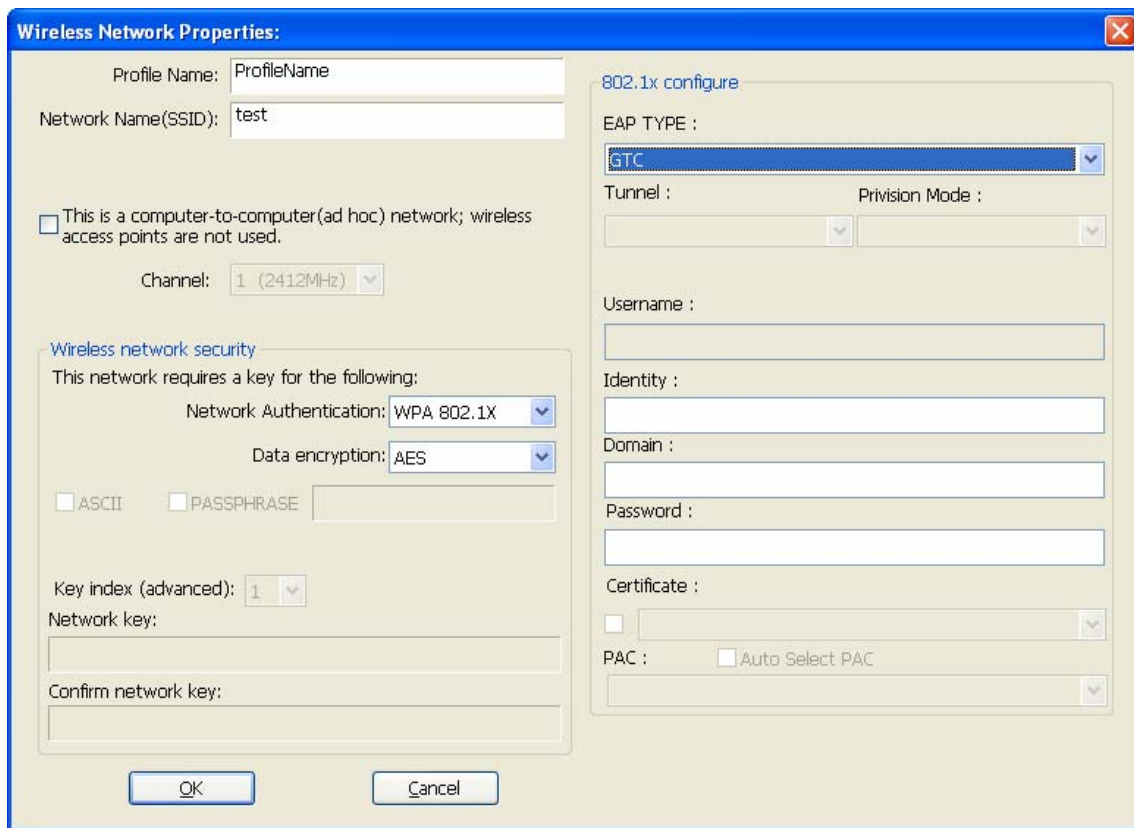 Wireless Network Properties:
Profile Name: ProfileName
Network Name(SSID): test
This is a computer-to-computer(ad hoc) network; wireless
access points are not used.
Channel: 1 (2412MHz)
Wireless network security
This network requires a key for the following:
Network Authentication: WPA 802.1X
Data encryption: AES
ASCII PASSPHRASE
Key index (advanced): 1
Network key:
Confirm network key:
OK Cancel
802.1x configure
EAP TYPE :
GTC
Tunnel : Privision Mode :
Username :
Identity :
Domain :
Password :
Certificate :
PAC : Auto Select PAC